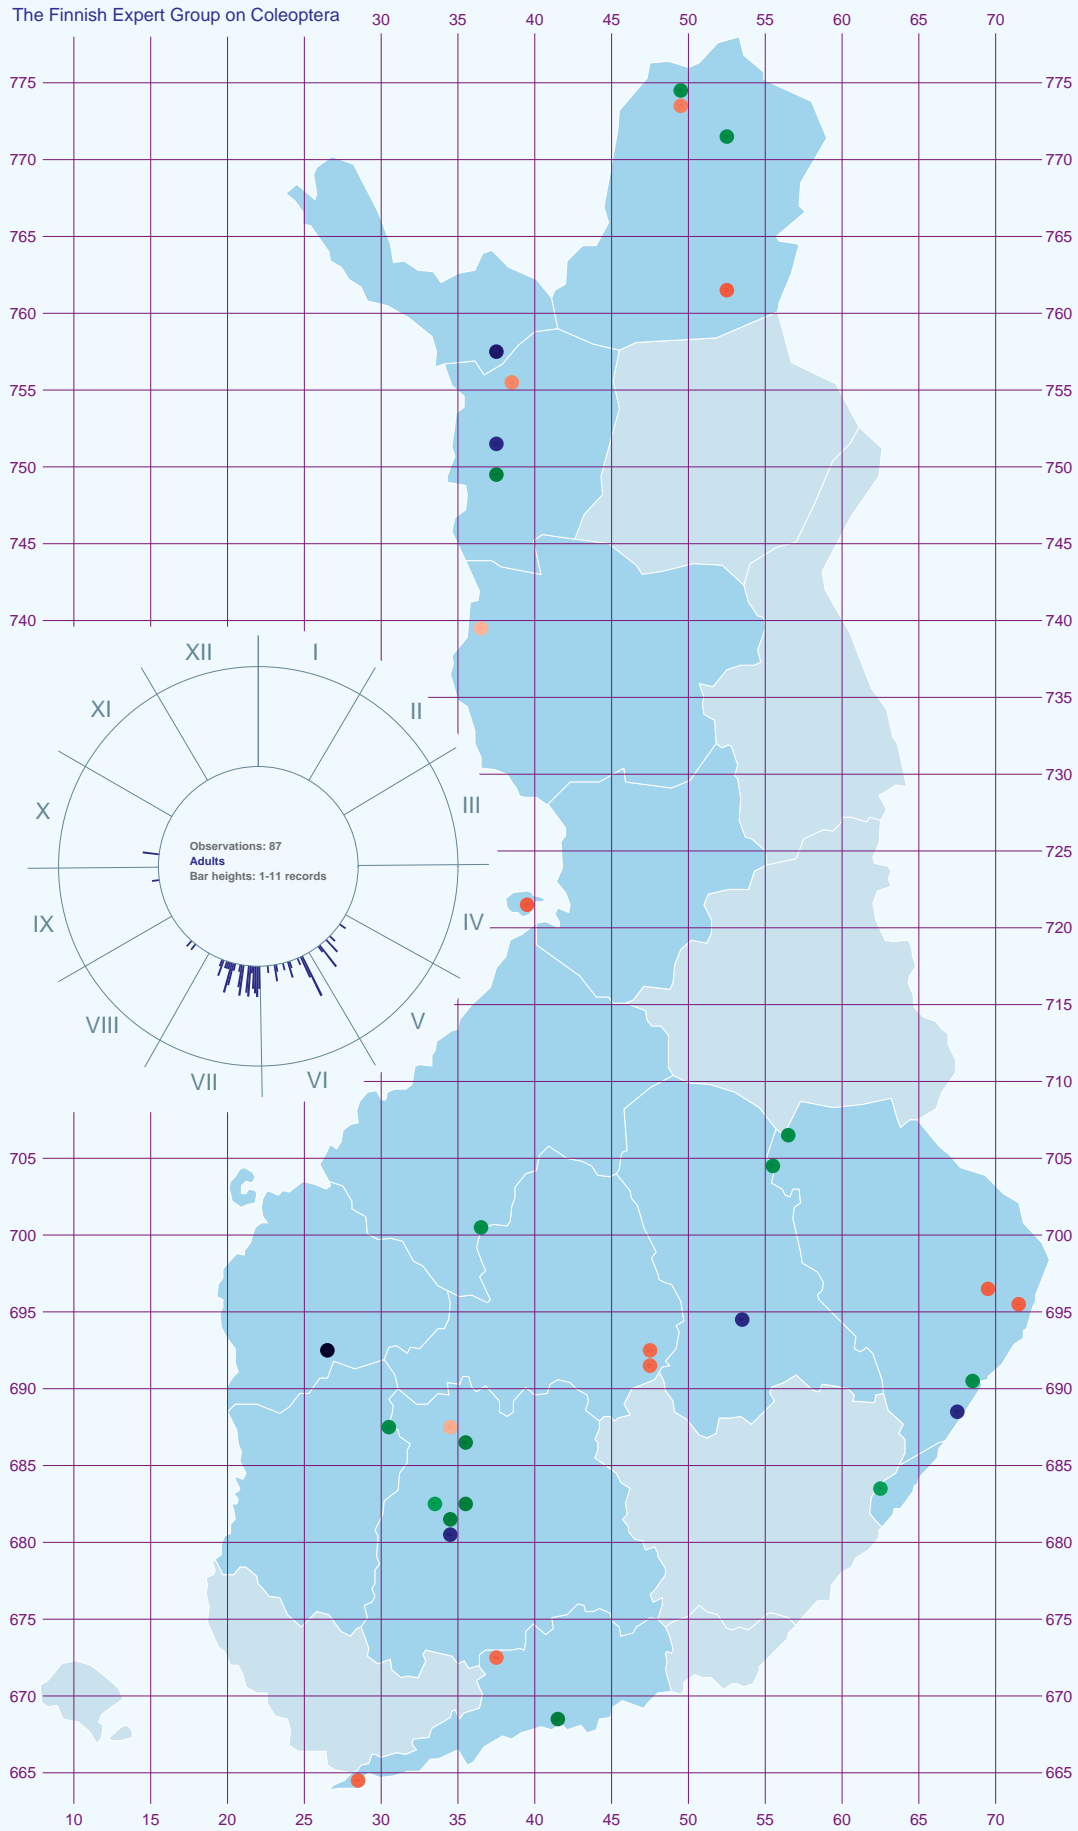 The Finnish Expert Group on Coleoptera
30 35 40 45 50 55 60 65 70
775 775
770 770
765 765
760 760
755 755
750 750
745 745
740 740
735
730
725
720
715
710
705 705
700 700
695 695
690 690
685 685
680 680
675 675
670 670
665 665
XII I
XI II
X III
IX IV
VIII V
VII VI
Observations: 87
Adults
Bar heights: 1-11 records
10 15 20 25 30 35 40 45 50 55 60 65 70